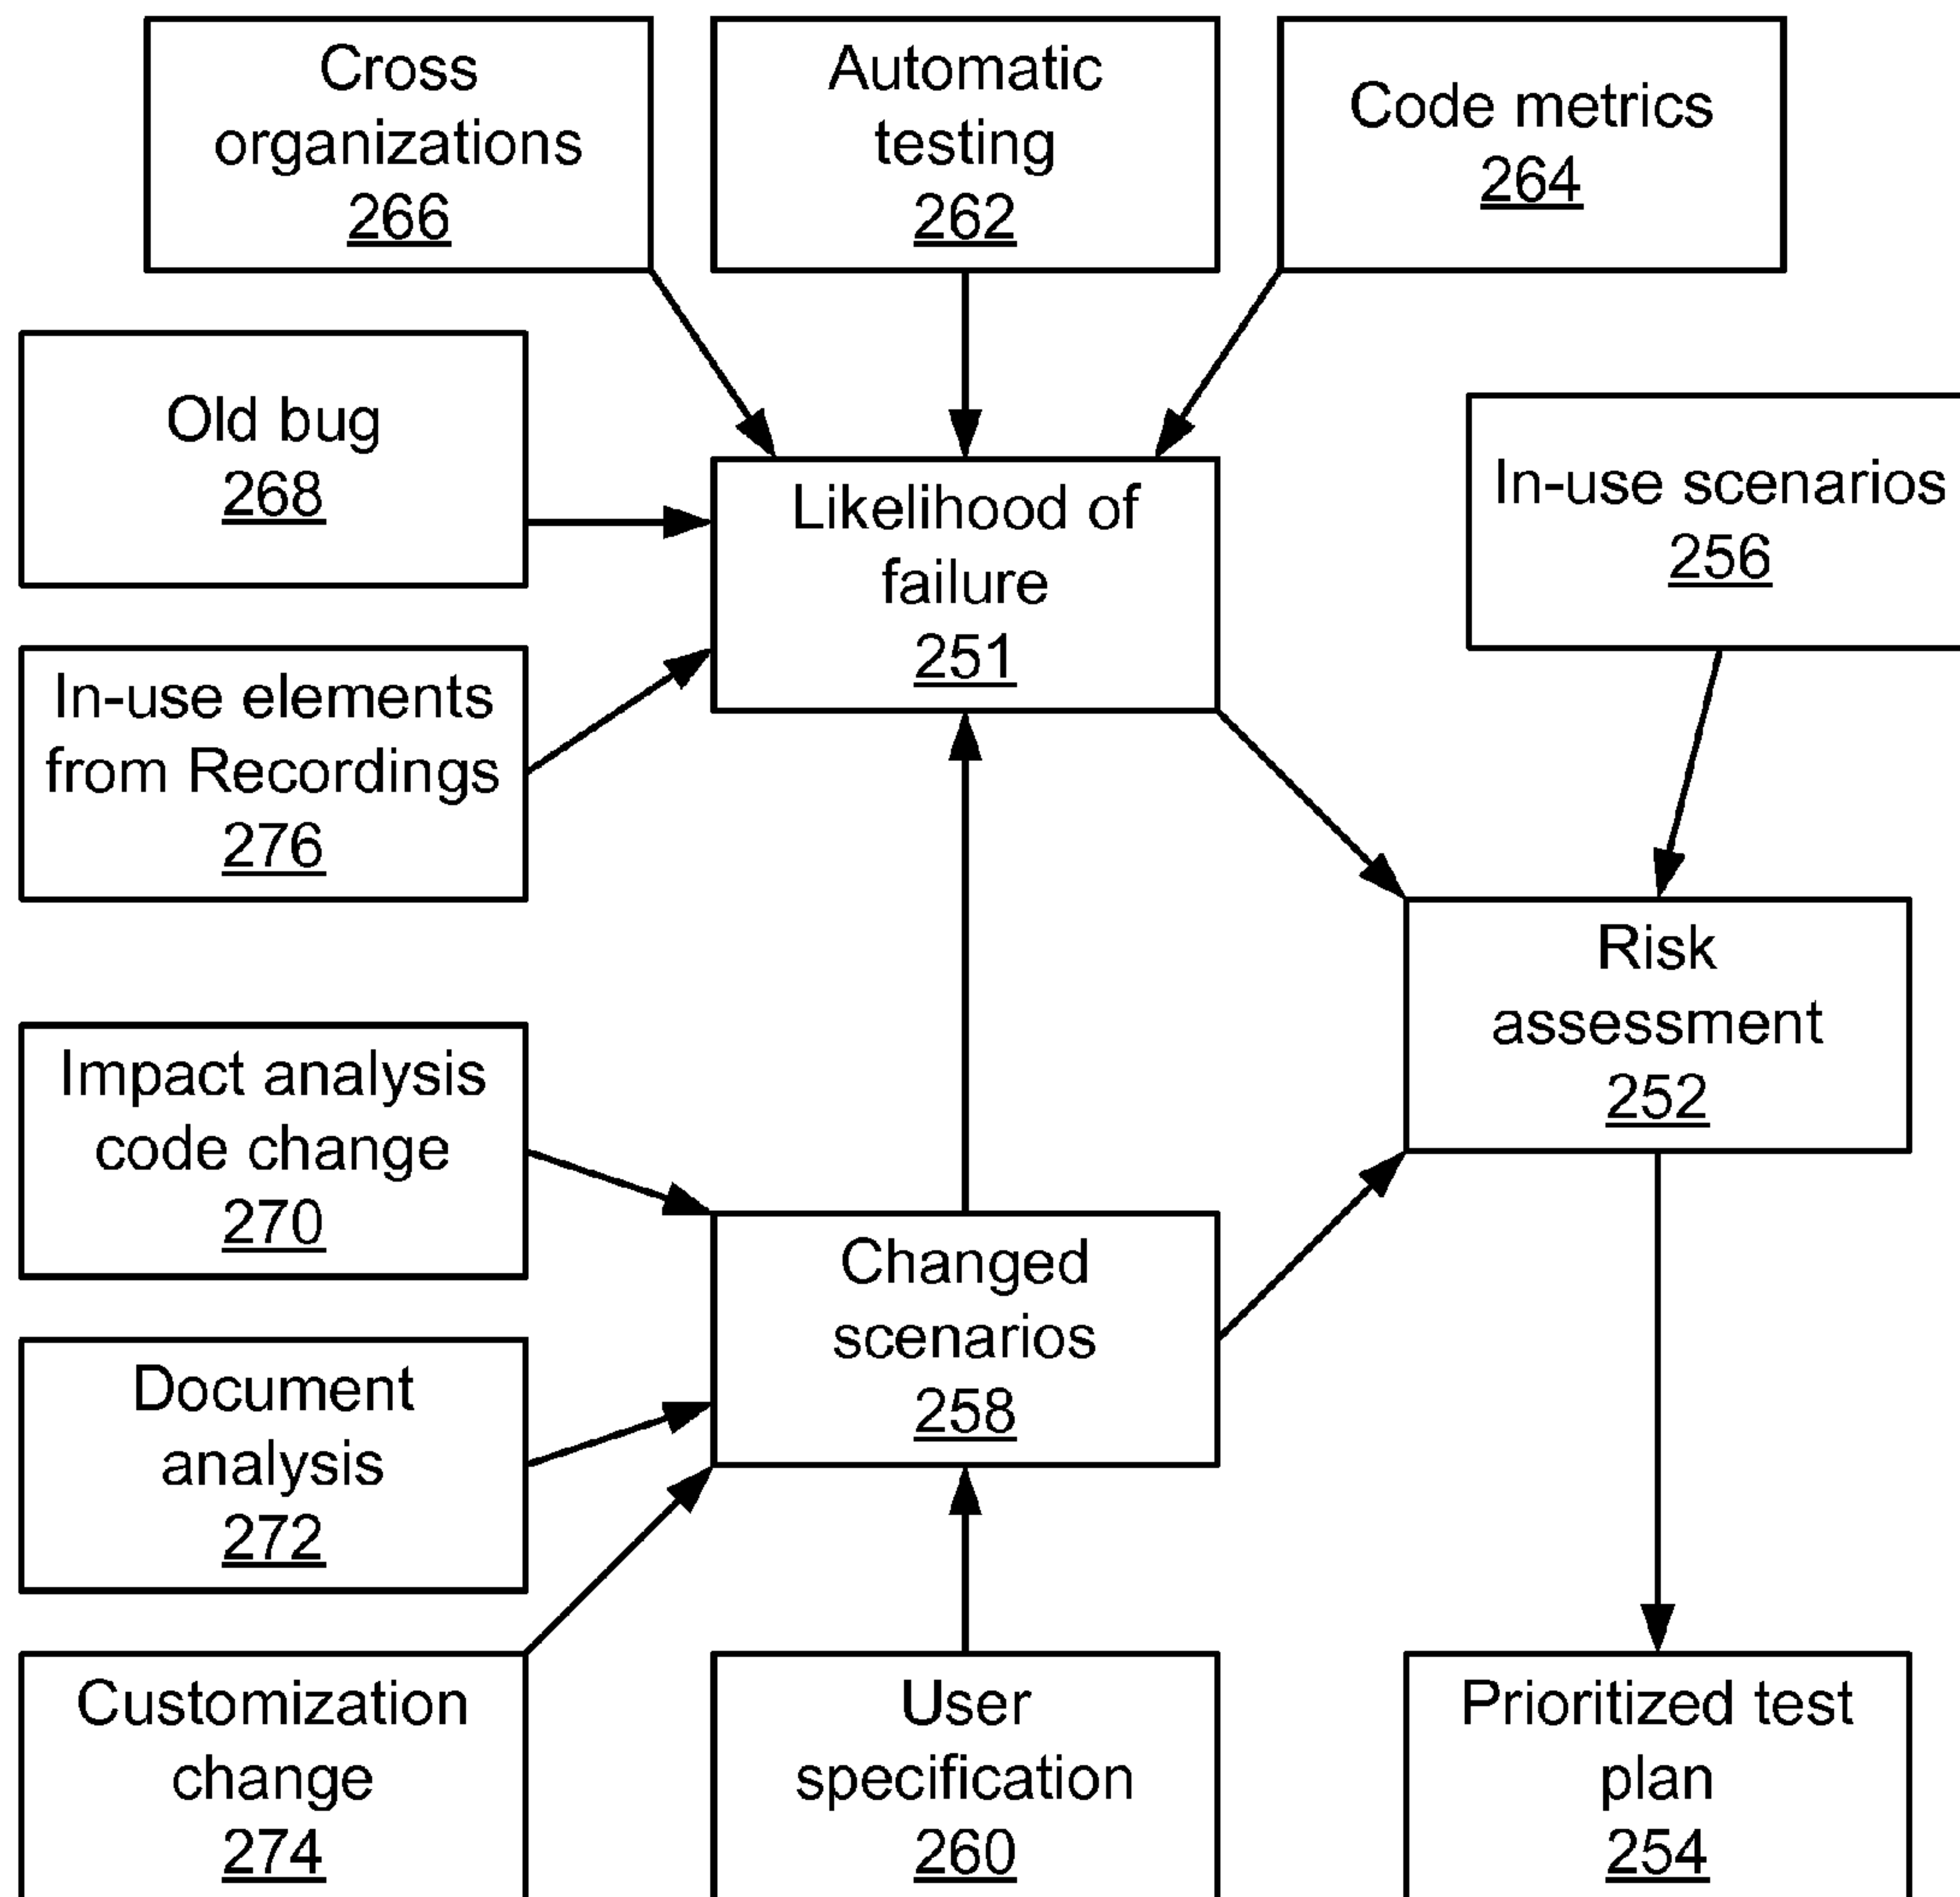 Cross
organizations
266
Automatic
testing
262
Code metrics
264
Old bug
268
Likelihood of
failure
251
In-use scenarios
256
In-use elements
from Recordings
276
Risk
assessment
252
Impact analysis
code change
270
Changed
scenarios
258
Document
analysis
272
Customization
change
274
User
specification
260
Prioritized test
plan
254